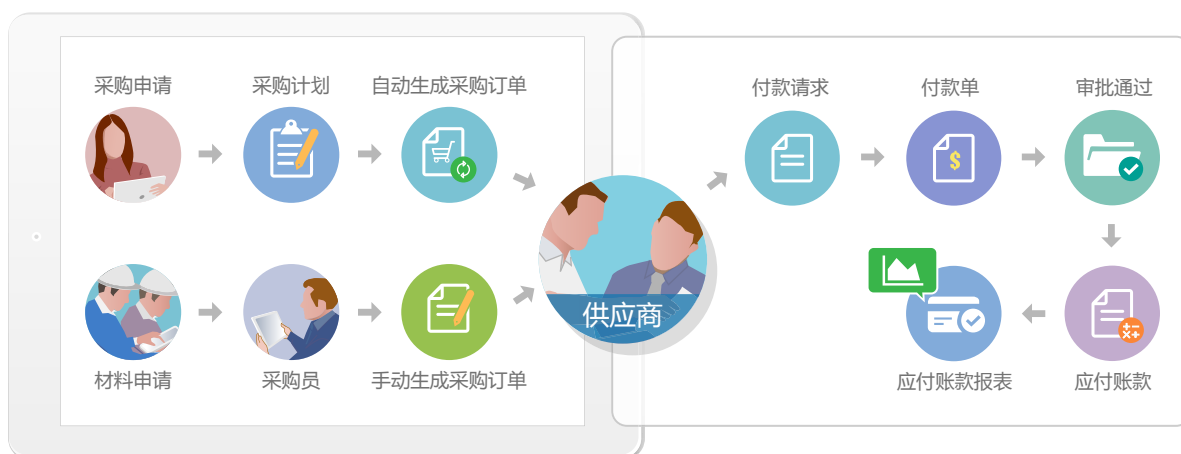 采购申请
采购计划
自动生成采购订单
材料申请
采购员
手动生成采购订单
供应商
付款请求
付款单
$
审批通过
应付账款
应付账款报表